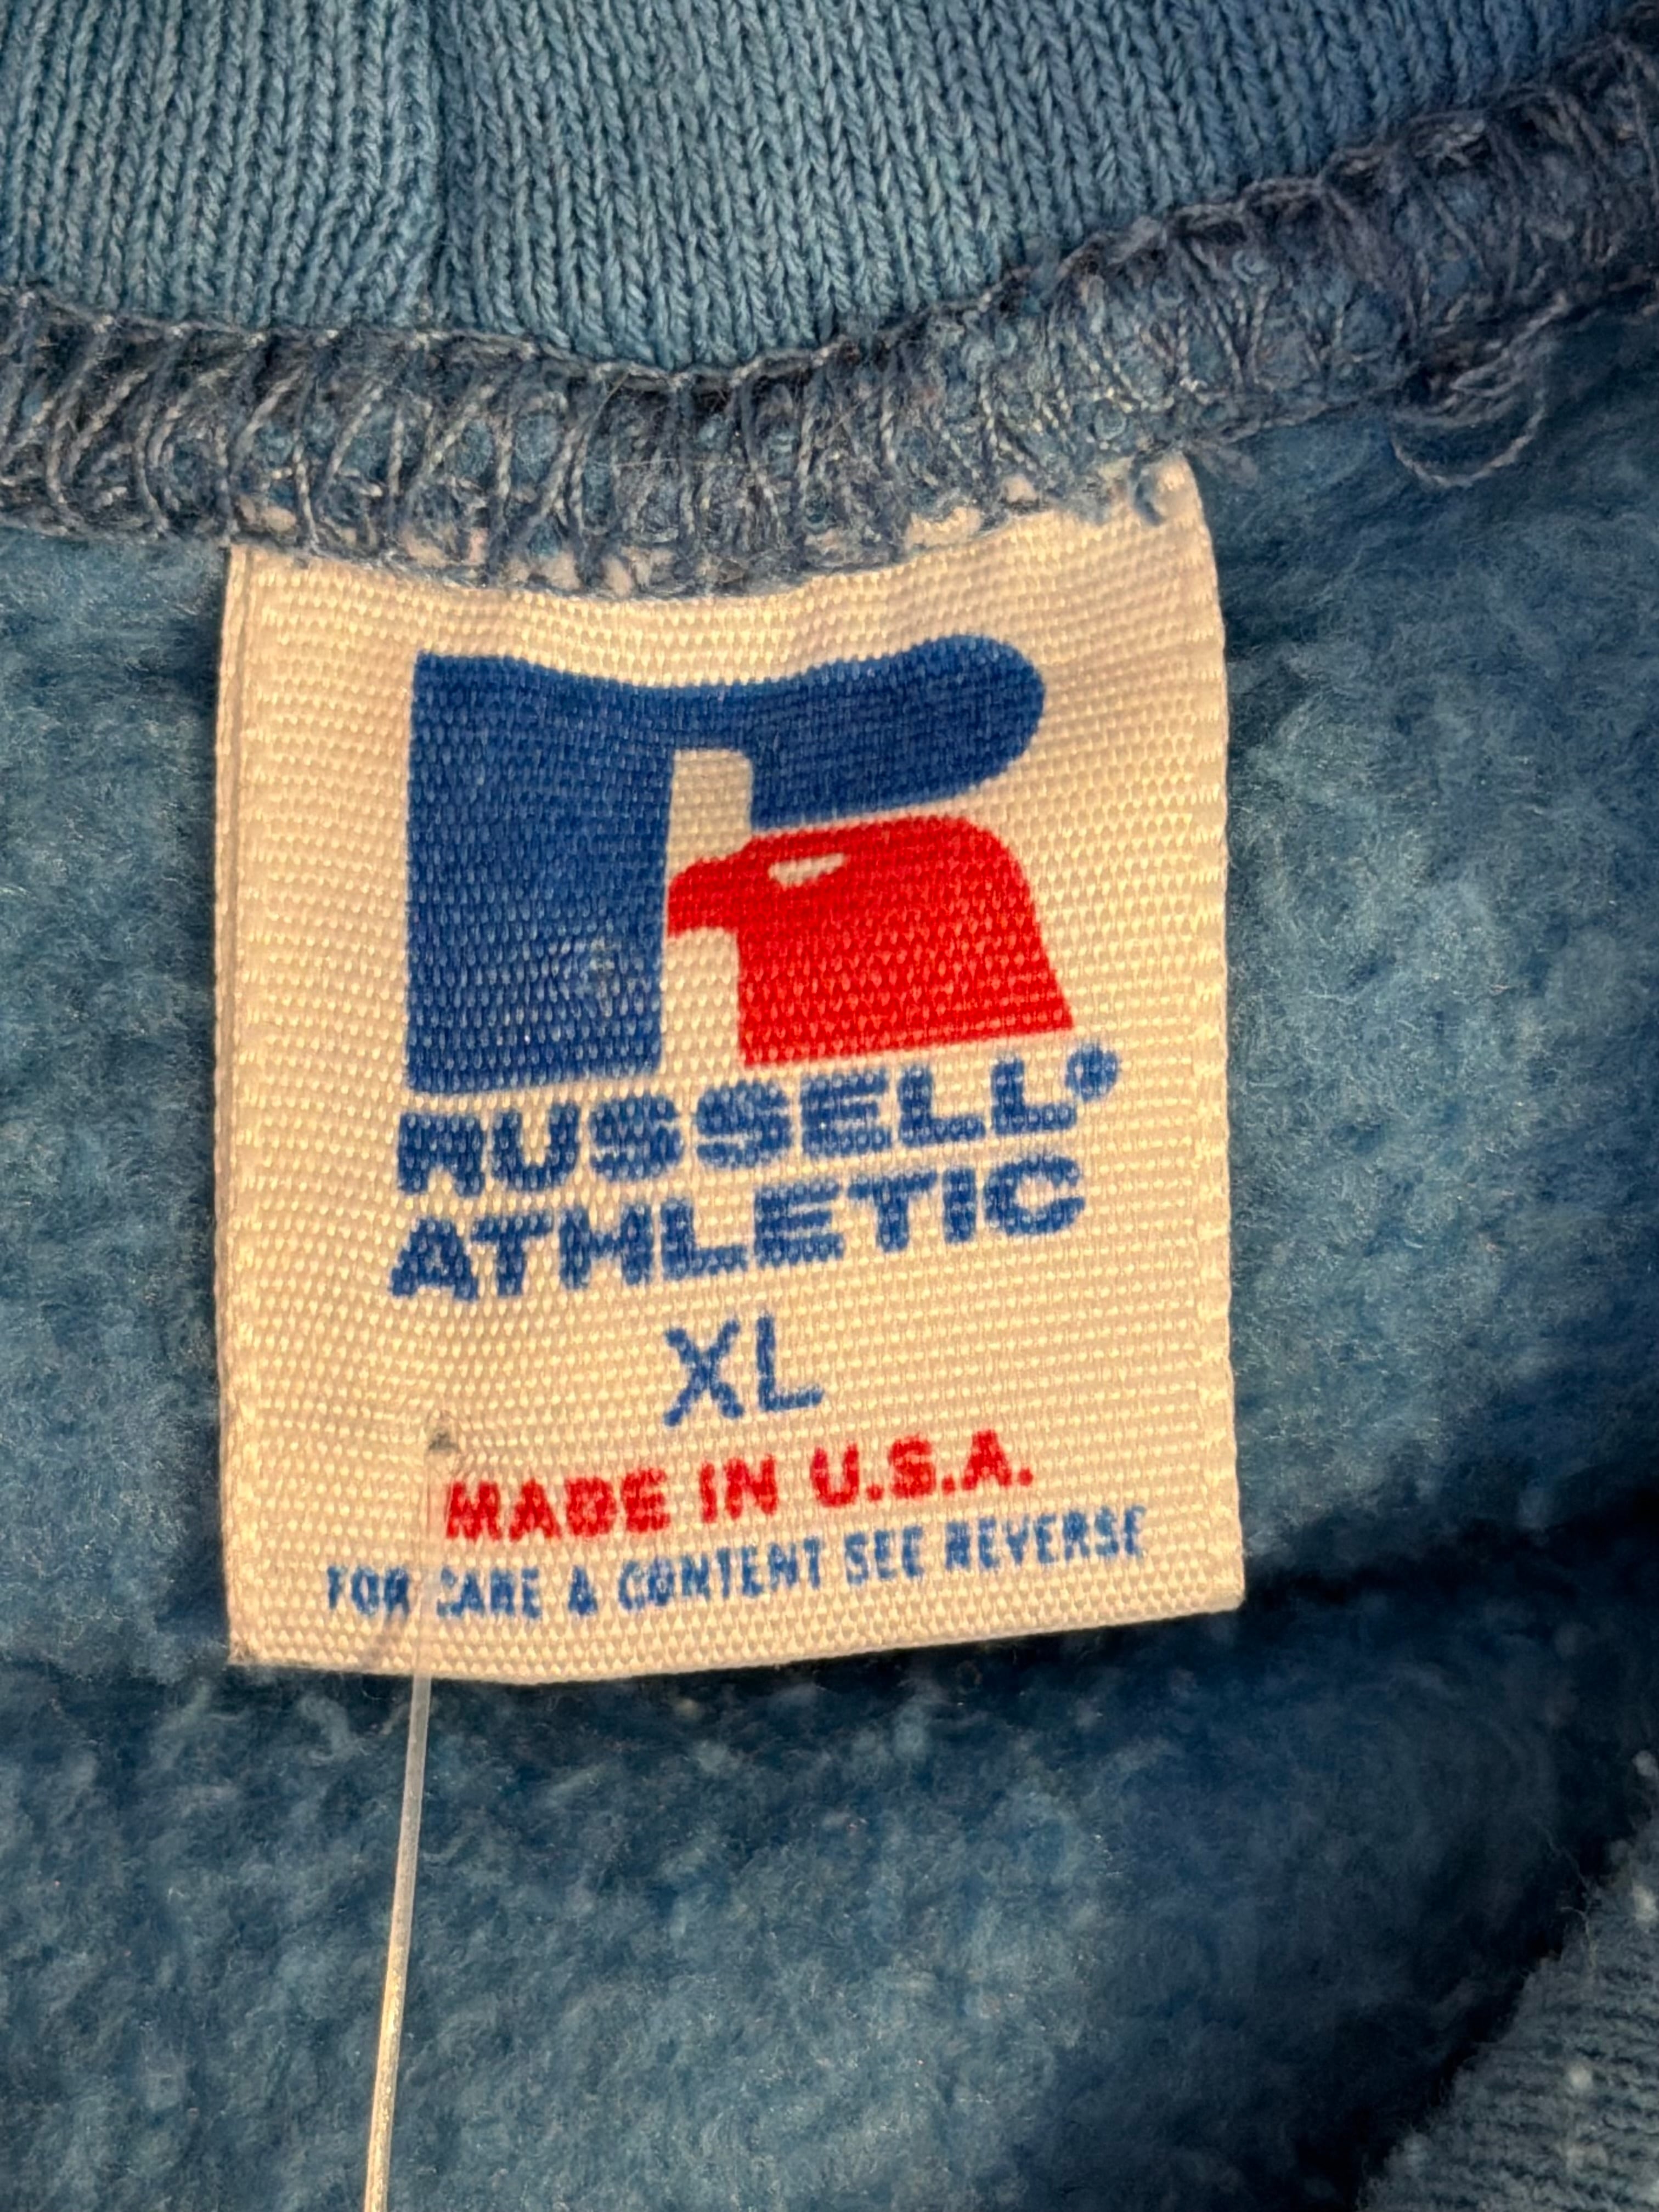 RUSSELL®
ATHLETIC
XL
MADE IN U.S.A.
FOR CARE & CONTENT SEE REVERSE